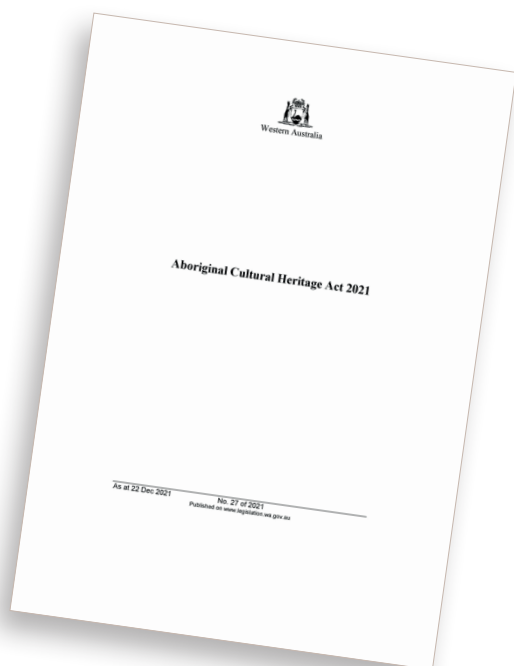 Western Australia
Aboriginal Cultural Heritage Act 2021
As at 22 Dec 2021 No. 27 of 2021
Published on www.legislation.wa.gov.au